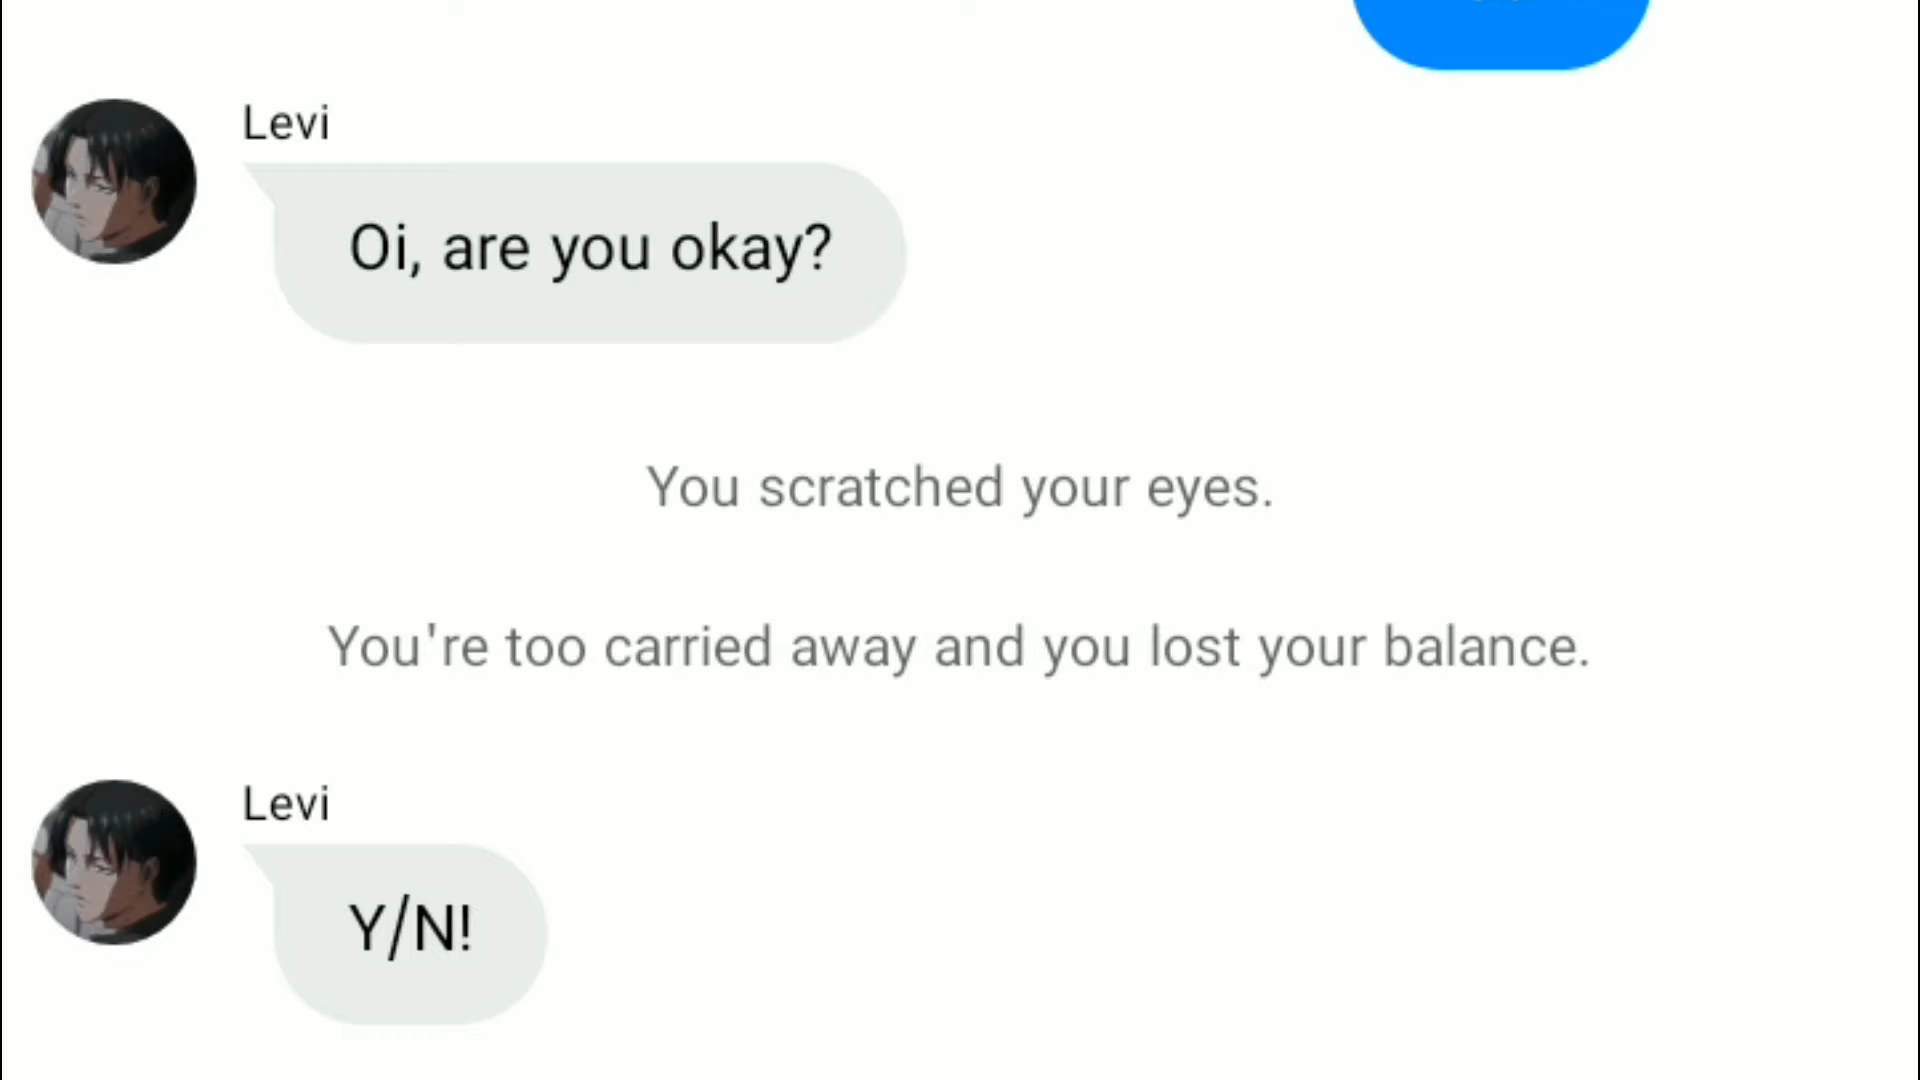 Levi
Oi, are you okay?
You scratched your eyes.
You're too carried away and you lost your balance.
Levi
Y/N!